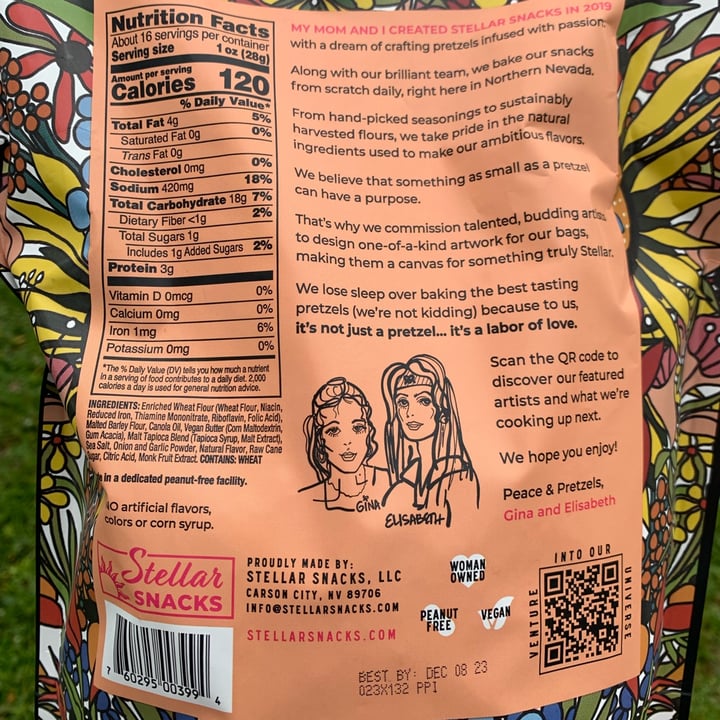 Nutrition Facts
About 16 servings per container
Serving size 1 oz (28g)
Amount per serving
Calories 120
% Daily Value*
Total Fat 4g 5%
Saturated Fat 0g 0%
Trans Fat 0g
Cholesterol 0mg 0%
Sodium 420mg 18%
Total Carbohydrate 18g 7%
Dietary Fiber <1g 2%
Total Sugars 1g
Includes 1g Added Sugars 2%
Protein 3g
Vitamin D 0mcg 0%
Calcium 0mg 0%
Iron 1mg 6%
Potassium 0mg 0%
*The % Daily Value (DV) tells you how much a nutrient
in a serving of food contributes to a daily diet. 2,000
calories a day is used for general nutrition advice.
INGREDIENTS: Enriched Wheat Flour (Wheat Flour, Niacin,
Reduced Iron, Thiamine Mononitrate, Riboflavin, Folic Acid),
Malted Barley Flour, Canola Oil, Vegan Butter (Corn Maltodextrin,
Gum Acacia), Malt Tapioca Blend (Tapioca Syrup, Malt Extract),
Sea Salt, Onion and Garlic Powder, Natural Flavor, Raw Cane
Sugar, Citric Acid, Monk Fruit Extract. CONTAINS: WHEAT
in a dedicated peanut-free facility.
NO artificial flavors,
colors or corn syrup.
MY MOM AND I CREATED STELLAR SNACKS IN 2019
with a dream of crafting pretzels infused with passion.
Along with our brilliant team, we bake our snacks
from scratch daily, right here in Northern Nevada.
From hand-picked seasonings to sustainably
harvested flours, we take pride in the natural
ingredients used to make our ambitious flavors.
We believe that something as small as a pretzel
can have a purpose.
That's why we commission talented, budding artists
to design one-of-a-kind artwork for our bags,
making them a canvas for something truly Stellar.
We lose sleep over baking the best tasting
pretzels (we're not kidding) because to us,
it's not just a pretzel... it's a labor of love.
Scan the QR code to
discover our featured
artists and what we're
cooking up next.
We hope you enjoy!
Peace & Pretzels,
Gina and Elisabeth
GINA
ELISABETH
Stellar
SNACKS
PROUDLY MADE BY:
STELLAR SNACKS, LLC
CARSON CITY, NV 89706
INFO@STELLARSNACKS.COM
STELLARSNACKS.COM
WOMAN
OWNED
PEANUT
FREE
VEGAN
VENTURE
INTO OUR
UNIVERSE
7 60295 00399 4
BEST BY: DEC 08 23
023X132 PPI